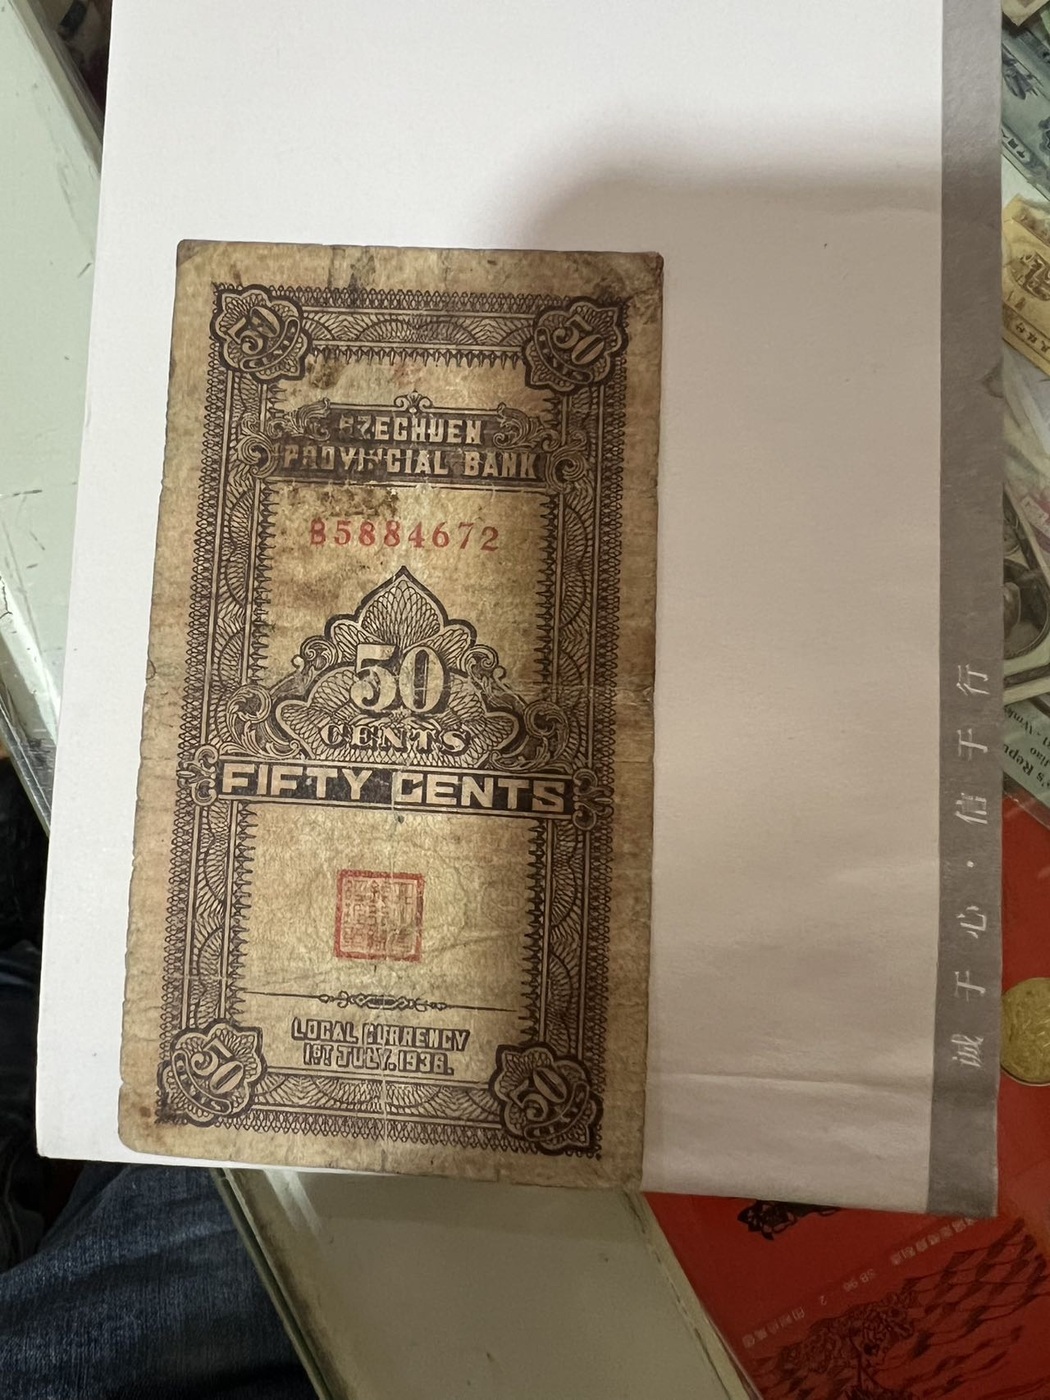 50
50
SZECHUEN
PROVINCIAL BANK
B5884672
50
CENTS
FIFTY CENTS
LOCAL CURRENCY
1ST JULY.1938.
50
50
诚于心·信于行